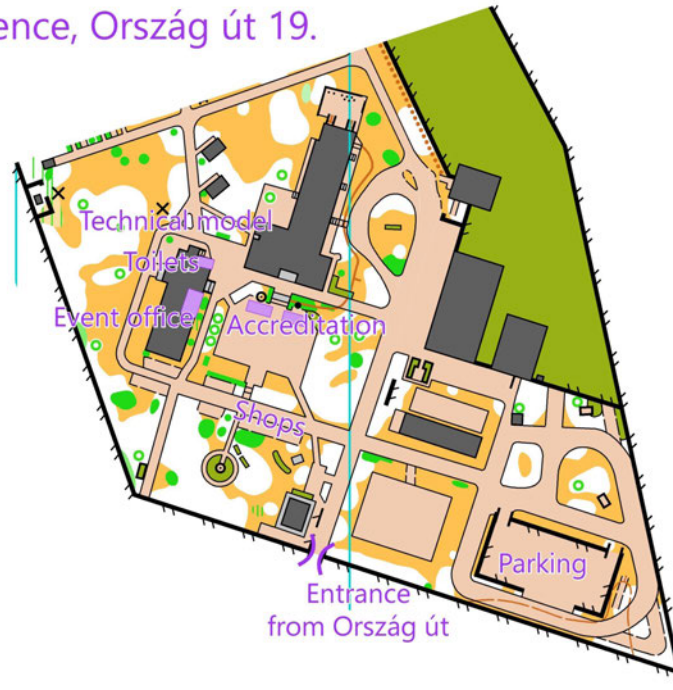 ence, Ország út 19.
Technical model
Toilets
Event office
Accreditation
Shops
Parking
Entrance
from Ország út